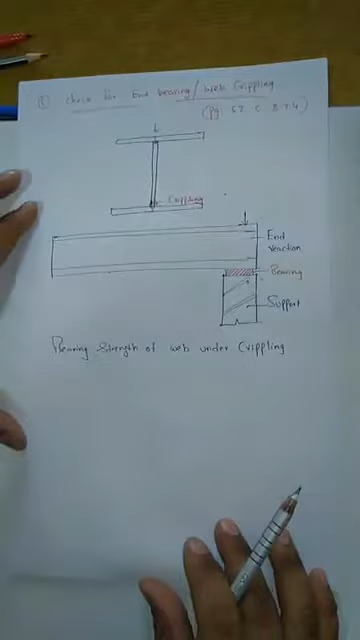 ① Check for End bearing/ Web Crippling
(Pg. 67. C 8.7.4)
Crippling
End
reaction
Bearing
Support
Bearing Strength of web under Crippling